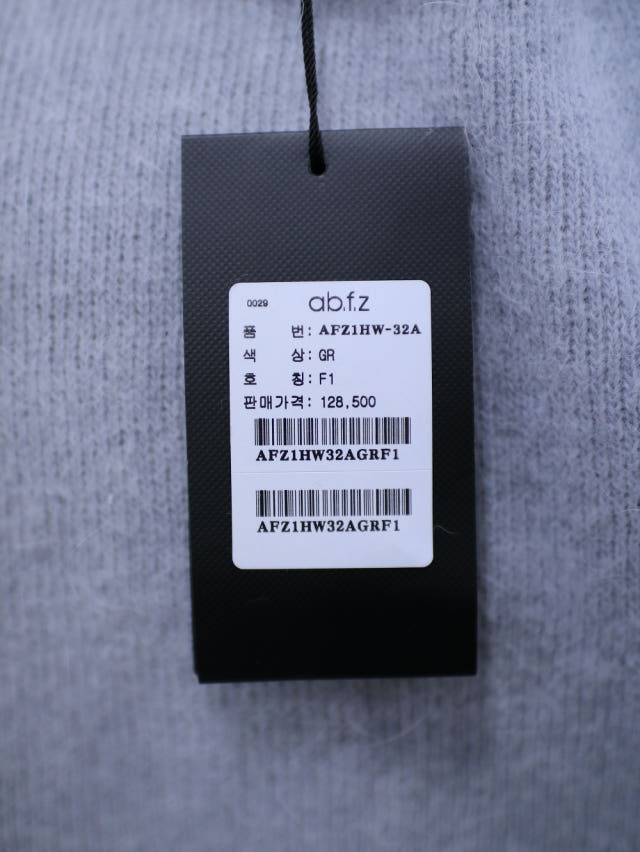 0029 ab.f.z
품 번: AFZ1HW-32A
색 상: GR
호 칭: F1
판매가격: 128,500
AFZ1HW32AGRF1
AFZ1HW32AGRF1